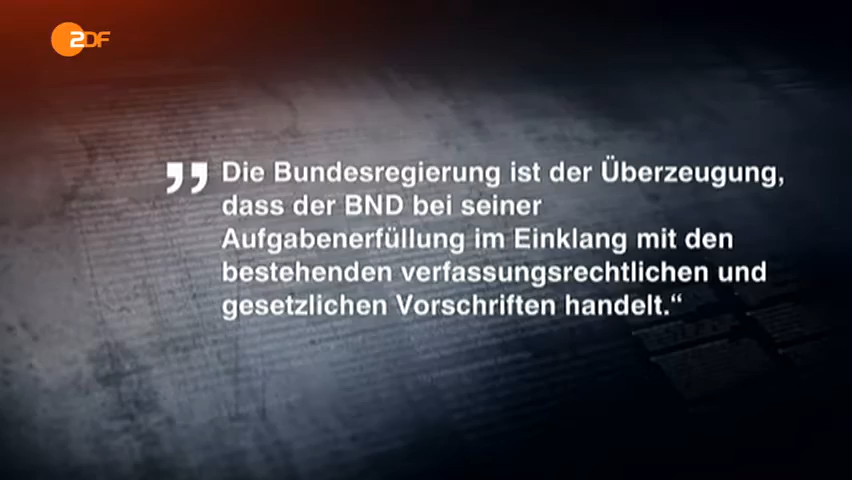 ZDF
„Die Bundesregierung ist der Überzeugung,
dass der BND bei seiner
Aufgabenerfüllung im Einklang mit den
bestehenden verfassungsrechtlichen und
gesetzlichen Vorschriften handelt.“